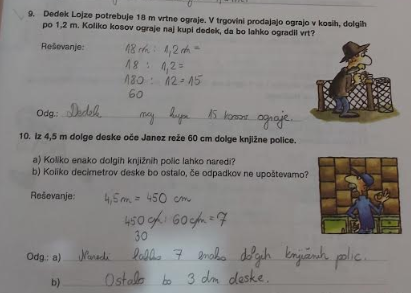 9. Dedek Lojze potrebuje 18 m vrtne ograje. V trgovini prodajajo ograjo v kosih, dolgih
po 1,2 m. Koliko kosov ograje naj kupi dedek, da bo lahko ogradil vrt?
Reševanje:
18 m : 1,2 m =
18 : 1,2 =
180 : 12 = 15
60
Odg.: Dedek naj kupi 15 kosov ograje.
10. Iz 4,5 m dolge deske oče Janez reže 60 cm dolge knjižne police.
a) Koliko enako dolgih knjižnih polic lahko naredi?
b) Koliko decimetrov deske bo ostalo, če odpadkov ne upoštevamo?
Reševanje:
4,5 m = 450 cm
450 cm : 60 cm = 7
30
Odg.: a) Naredi lahko 7 enako dolgih knjižnih polic.
b) Ostalo bo 3 dm deske.